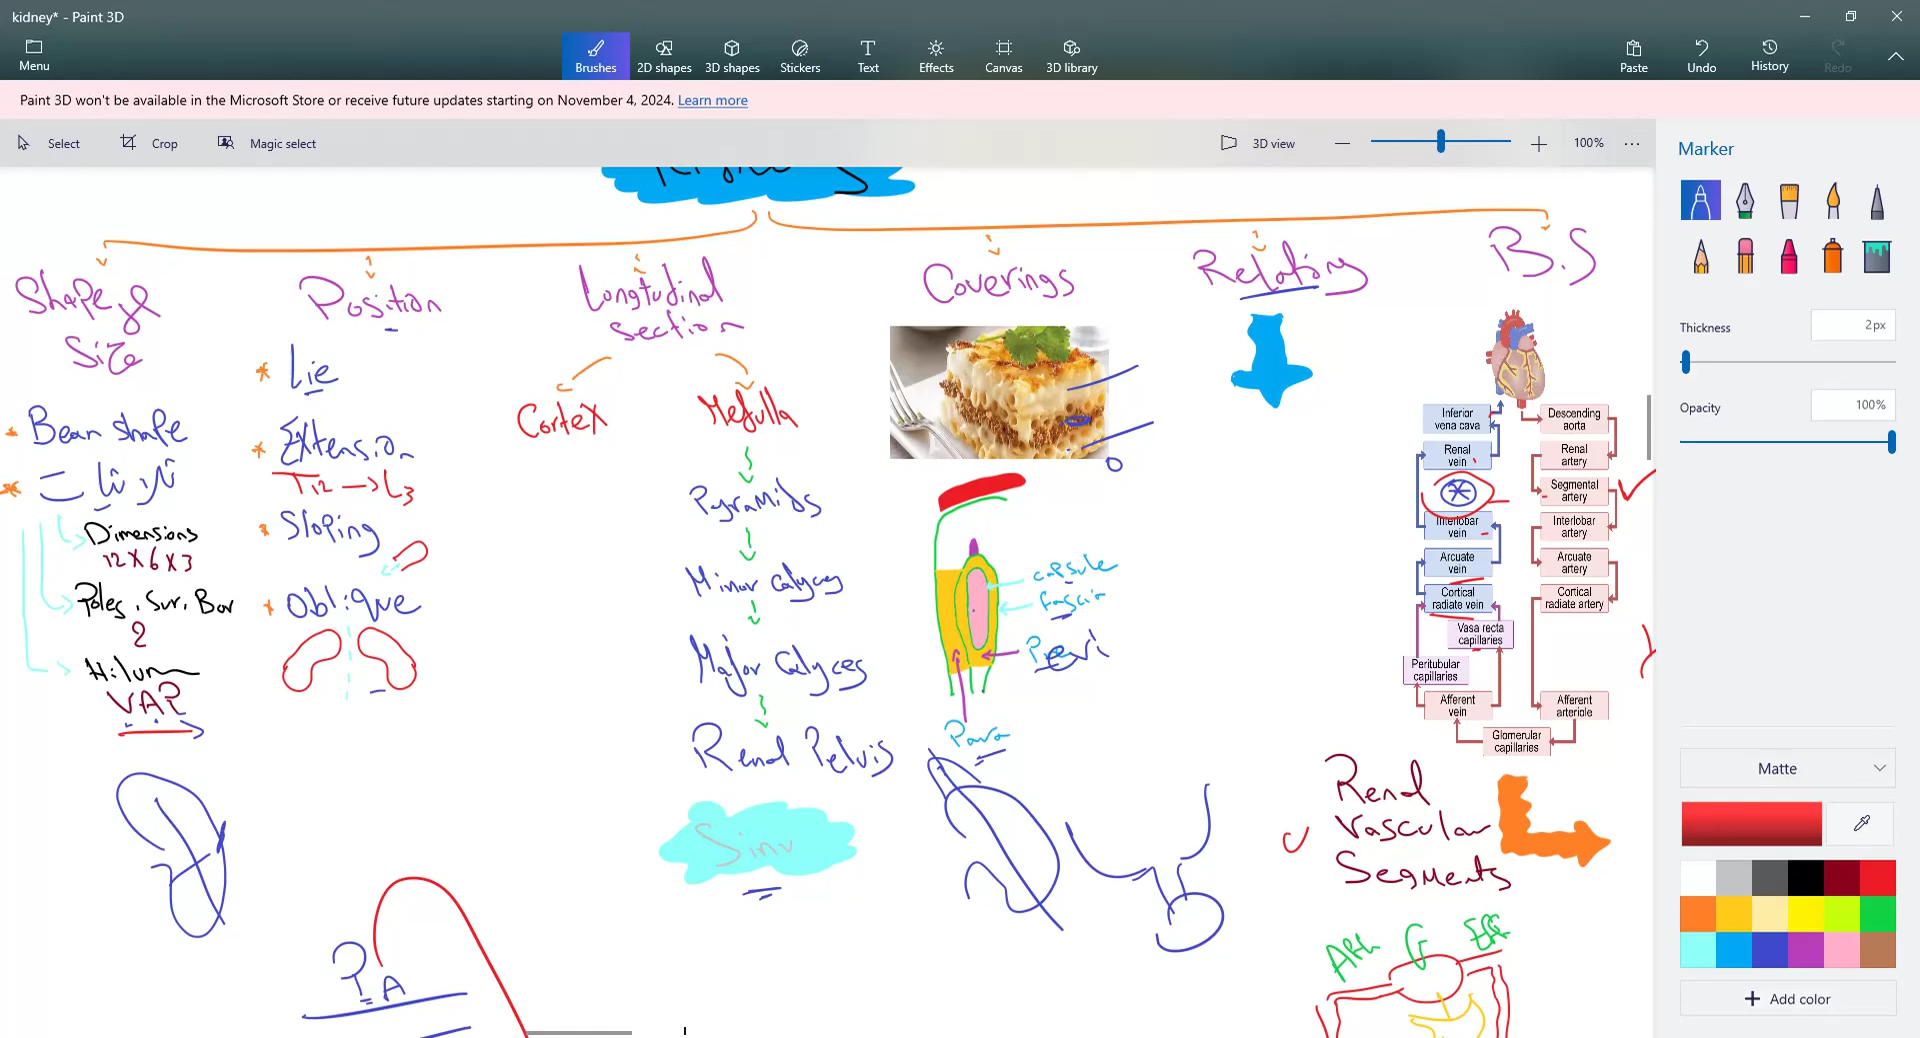 kidney* - Paint 3D
Menu
Brushes
2D shapes
3D shapes
Stickers
Text
Effects
Canvas
3D library
Paste
Undo
History
Redo
Paint 3D won't be available in the Microsoft Store or receive future updates starting on November 4, 2024. Learn more
Select
Crop
Magic select
3D view
100%
Marker
Thickness
2px
Opacity
100%
Matte
Add color
Shape &
Size
* Bean shape
*
Dimensions
12 x 6 x 3
Poles, Sur, Bor
2
Hilum
VAP
Position
* Lie
* Extension
T12 → L3
* Sloping
* Oblique
Longtudinal
section
Cortex
Medulla
Pyramids
Minor Calyces
Major Calyces
Renal Pelvis
Sinu
Coverings
capsule
fascia
Peri
Para
Relations
B.S
Inferior
vena cava
Descending
aorta
Renal
vein
Renal
artery
Segmental
artery
Interlobar
vein
Interlobar
artery
Arcuate
vein
Arcuate
artery
Cortical
radiate vein
Cortical
radiate artery
Vasa recta
capillaries
Peritubular
capillaries
Afferent
vein
Afferent
arteriole
Glomerular
capillaries
Renal
Vascular
Segments
G
P
A